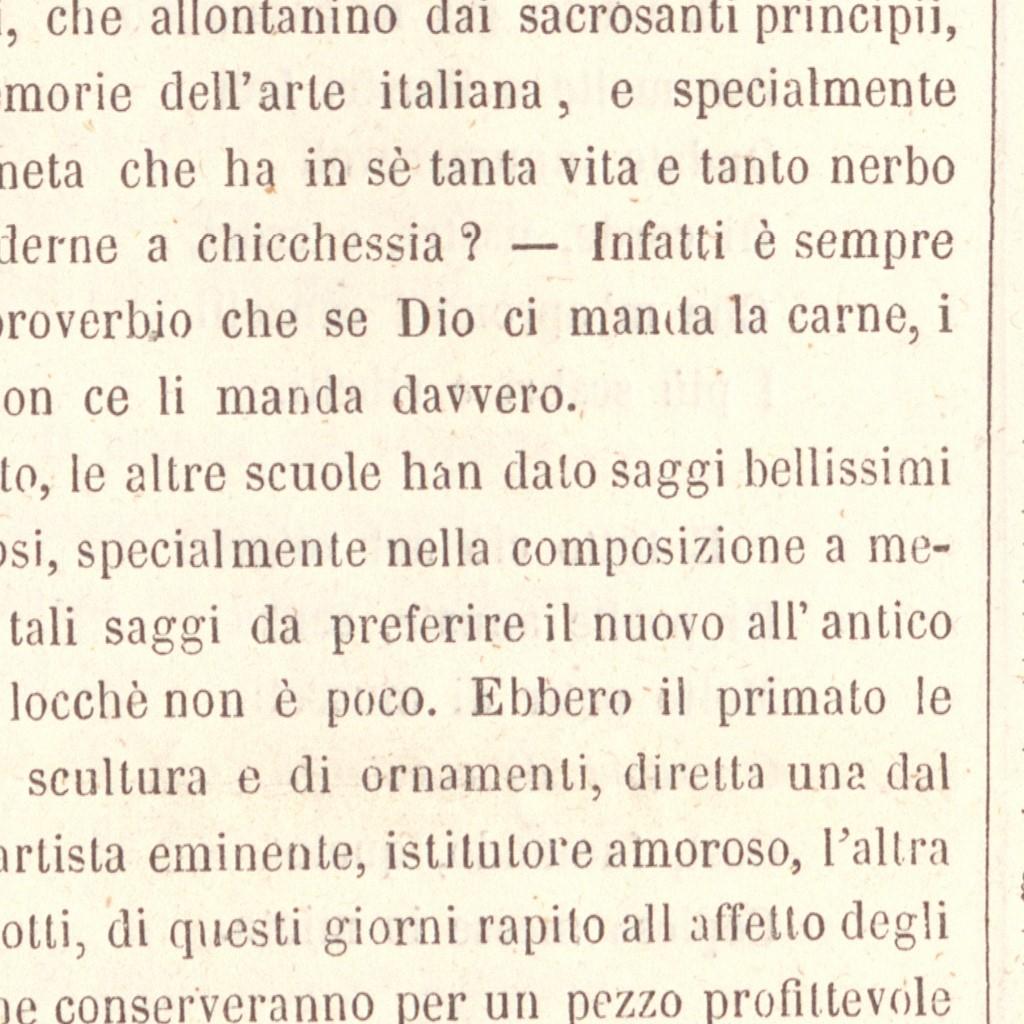 , che allontanino dai sacrosanti principii,
morie dell'arte italiana, e specialmente
neta che ha in sè tanta vita e tanto nerbo
derne a chicchessia? — Infatti è sempre
roverbio che se Dio ci manda la carne, i
on ce li manda davvero.
to, le altre scuole han dato saggi bellissimi
osi, specialmente nella composizione a me-
tali saggi da preferire il nuovo all' antico
locchè non è poco. Ebbero il primato le
scultura e di ornamenti, diretta una dal
artista eminente, istitutore amoroso, l'altra
otti, di questi giorni rapito all affetto degli
ne conserveranno per un pezzo profittevole